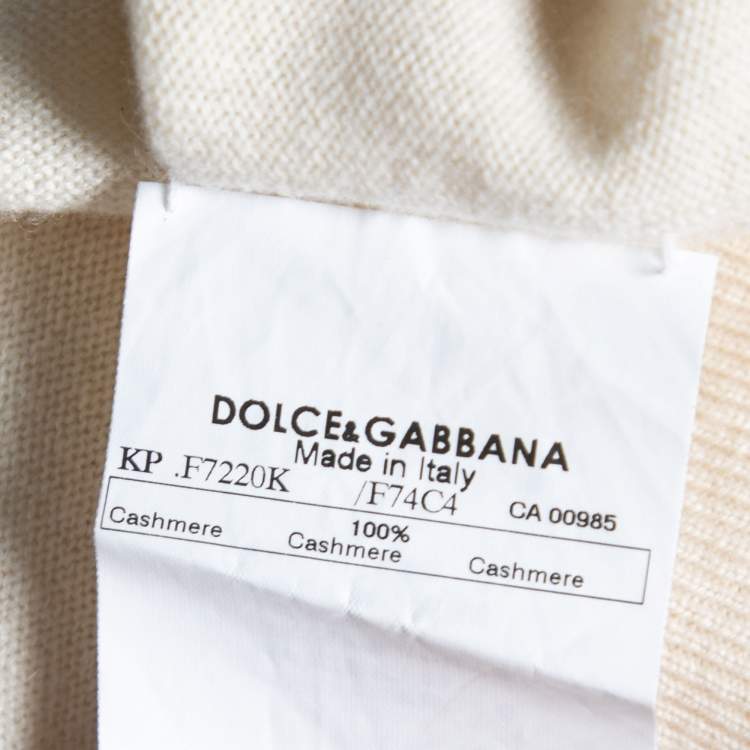 DOLCE&GABBANA
Made in Italy
KP .F7220K /F74C4 CA 00985
100%
Cashmere Cashmere Cashmere